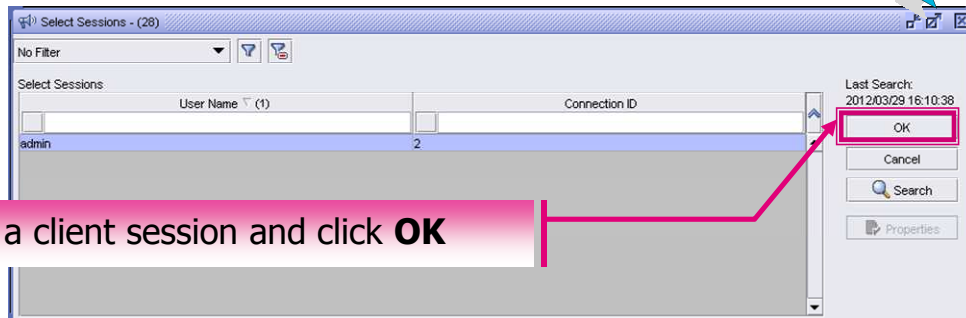 Select Sessions - (28)
No Filter
Select Sessions
Last Search:
2012/03/29 16:10:38
User Name (1)
Connection ID
OK
admin
2
Cancel
Search
a client session and click OK
Properties